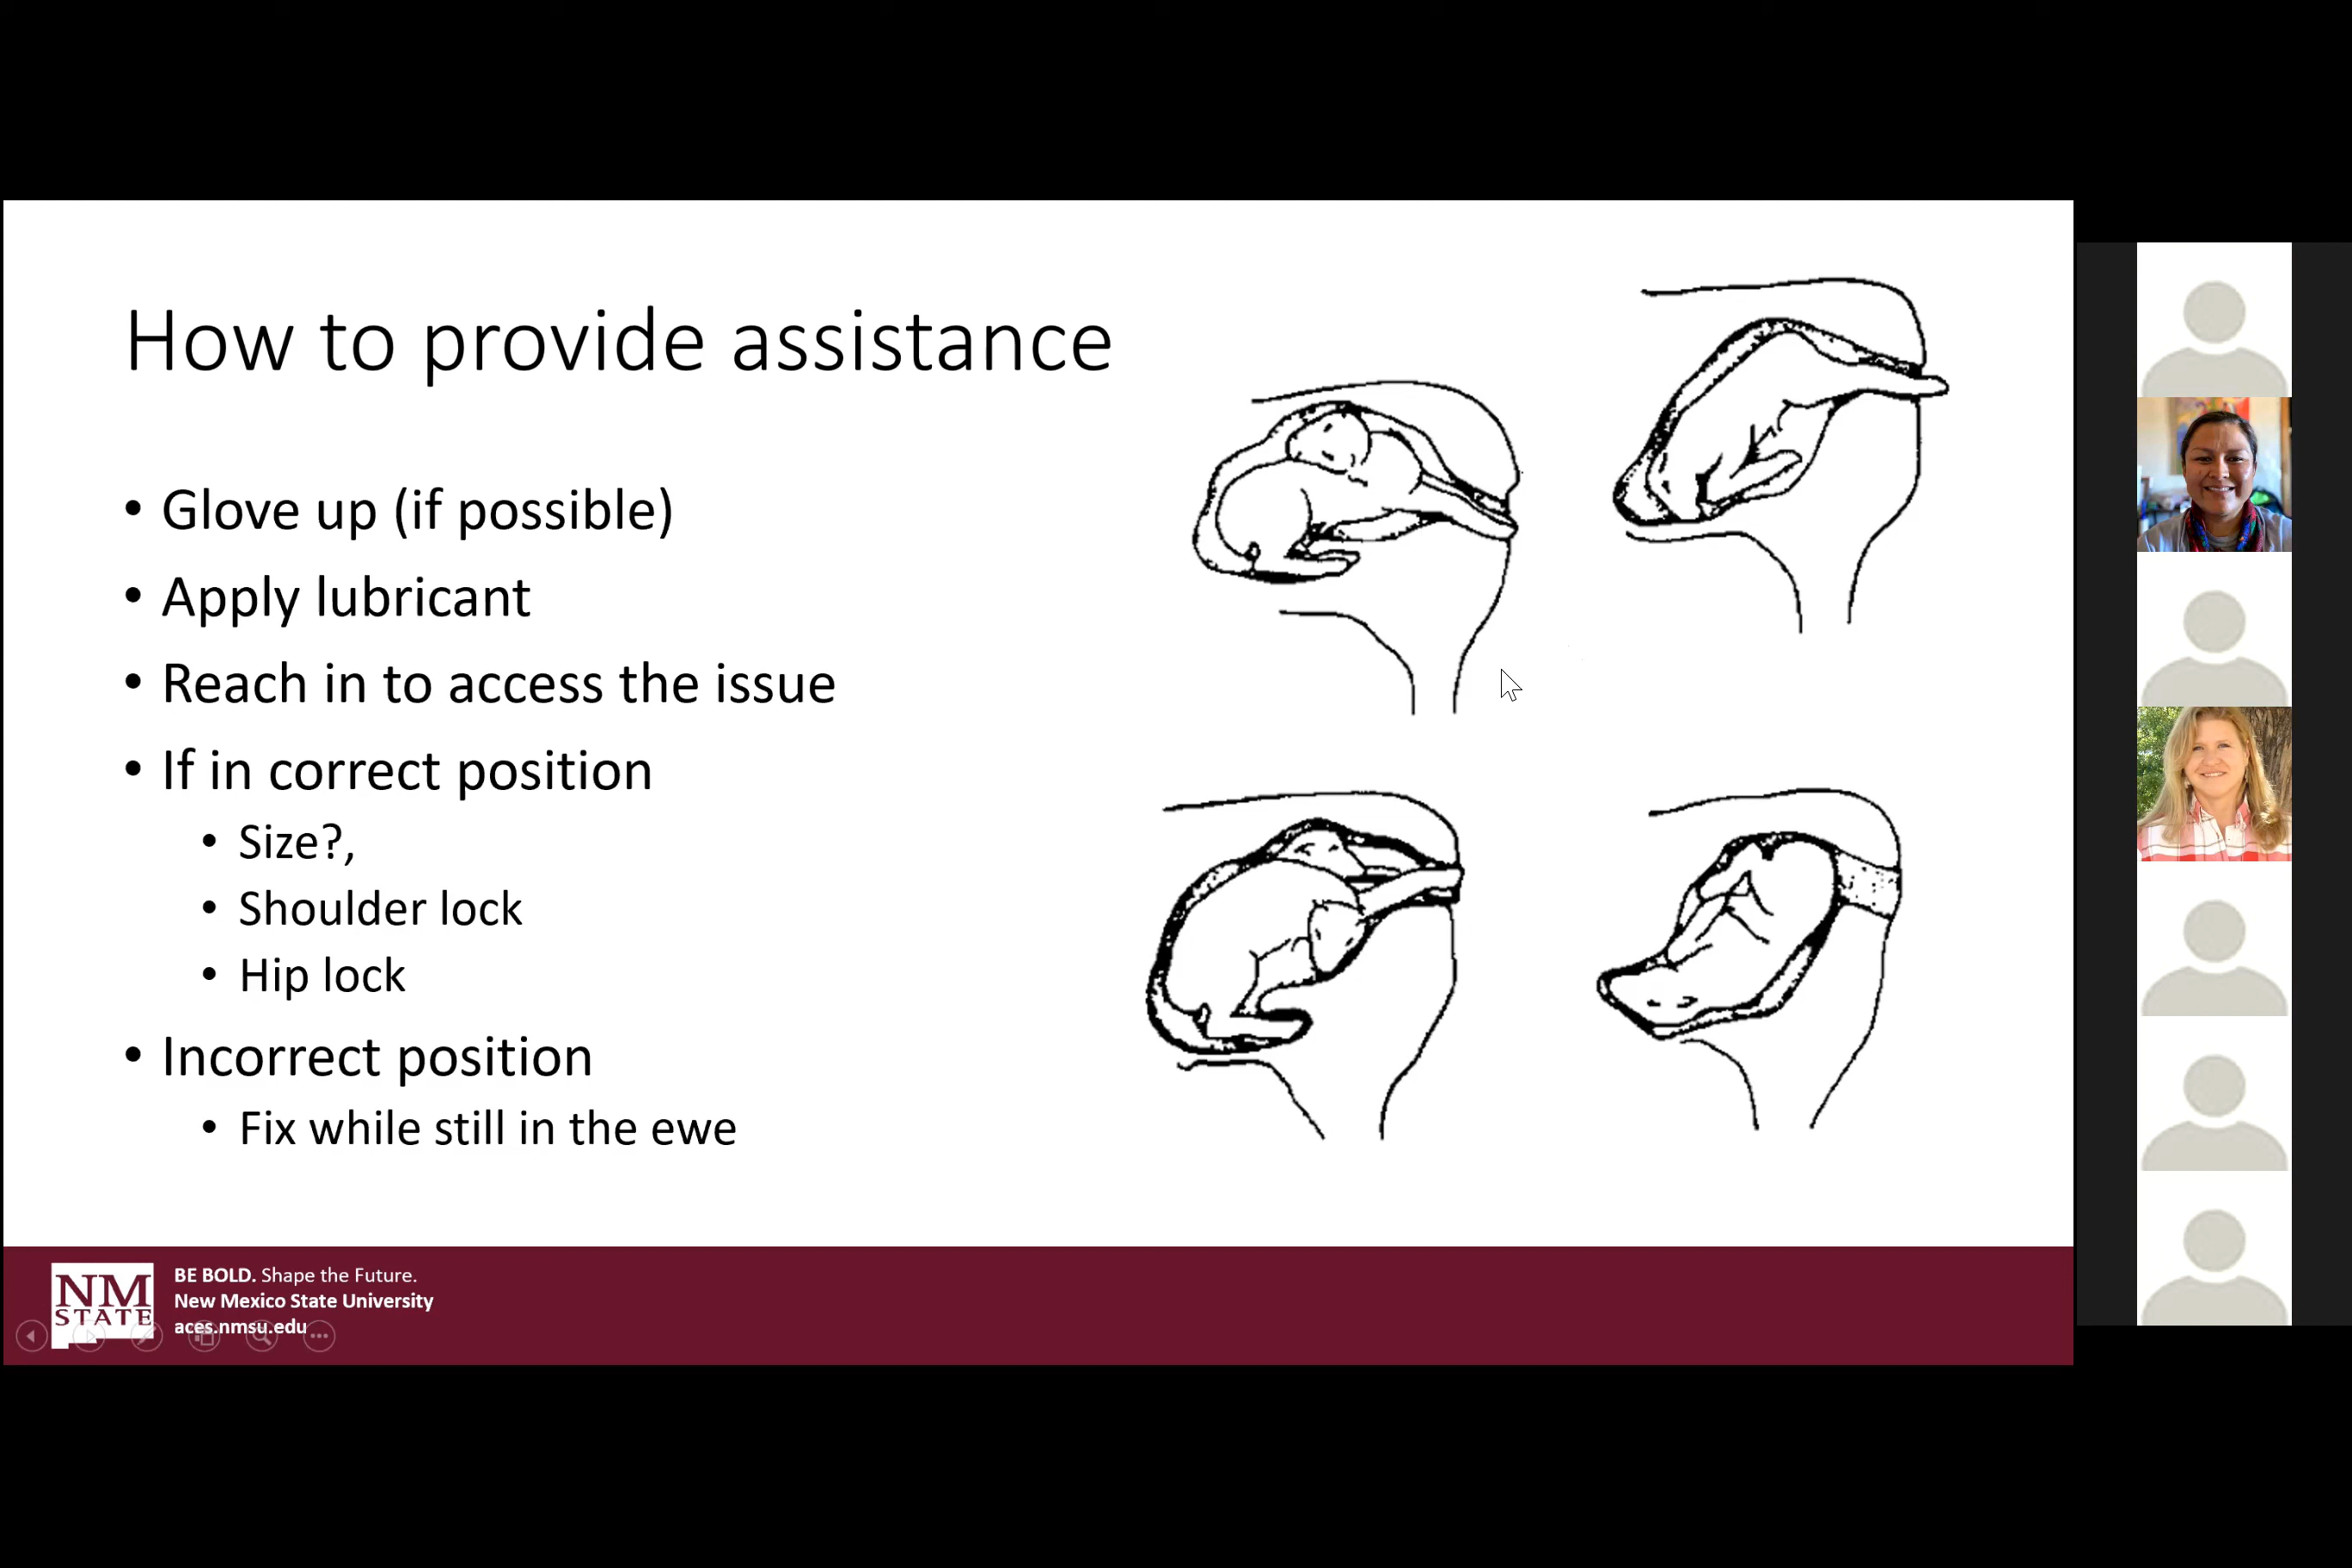 How to provide assistance
• Glove up (if possible)
• Apply lubricant
• Reach in to access the issue
• If in correct position
• Size?,
• Shoulder lock
• Hip lock
• Incorrect position
• Fix while still in the ewe
NM
STATE
BE BOLD. Shape the Future.
New Mexico State University
aces.nmsu.edu